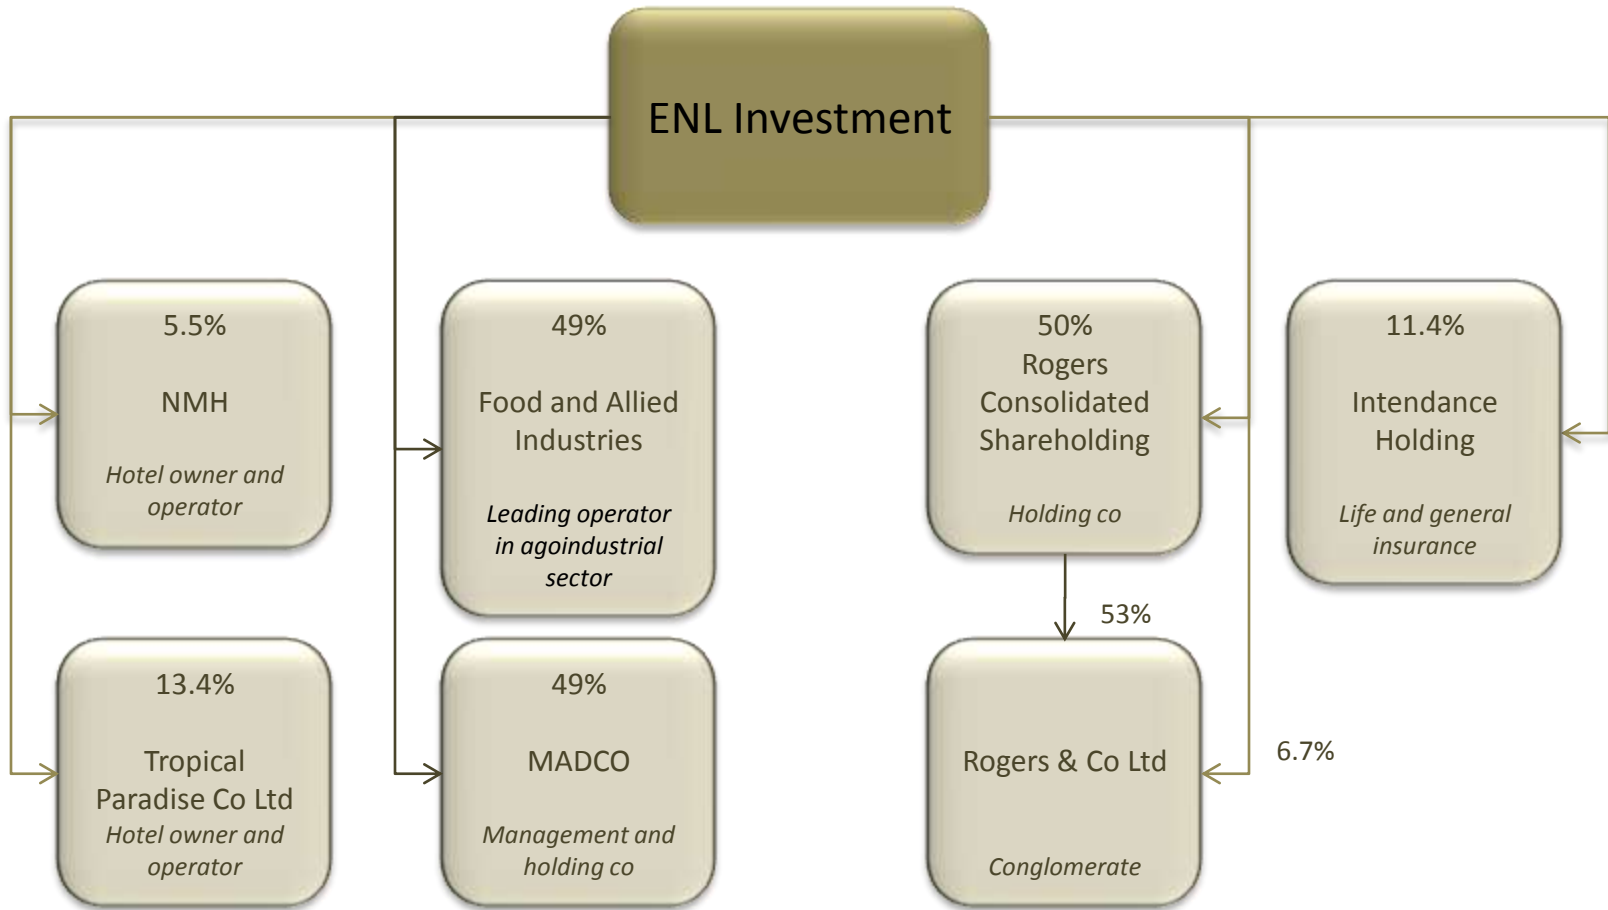 ENL Investment
5.5%
NMH
Hotel owner and
operator
49%
Food and Allied
Industries
Leading operator
in agoindustrial
sector
50%
Rogers
Consolidated
Shareholding
Holding co
11.4%
Intendance
Holding
Life and general
insurance
53%
13.4%
Tropical
Paradise Co Ltd
Hotel owner and
operator
49%
MADCO
Management and
holding co
Rogers & Co Ltd
Conglomerate
6.7%